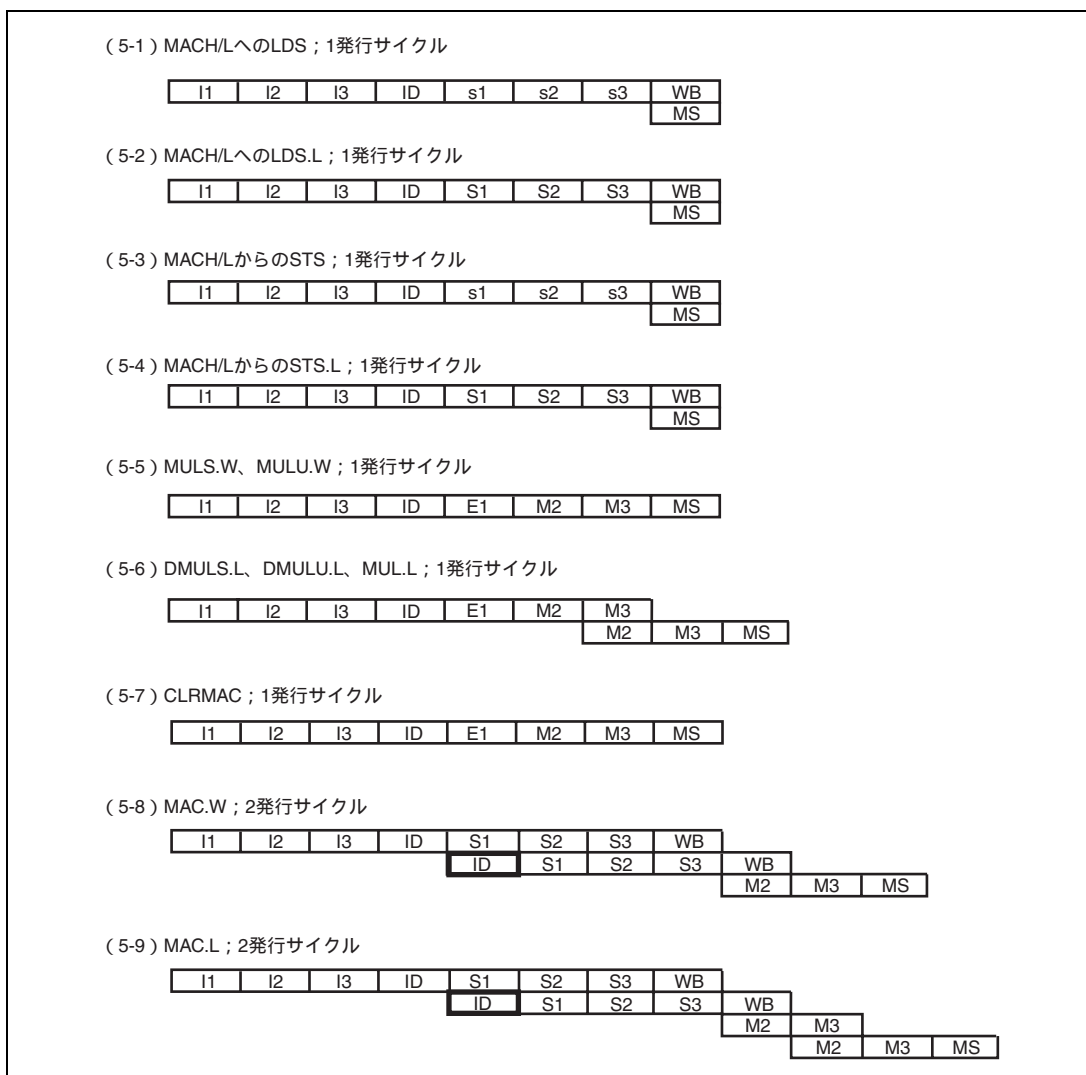 （5-1）MACH/LへのLDS；1発行サイクル
I1 I2 I3 ID s1 s2 s3 WB
MS
（5-2）MACH/LへのLDS.L；1発行サイクル
I1 I2 I3 ID S1 S2 S3 WB
MS
（5-3）MACH/LからのSTS；1発行サイクル
I1 I2 I3 ID s1 s2 s3 WB
MS
（5-4）MACH/LからのSTS.L；1発行サイクル
I1 I2 I3 ID S1 S2 S3 WB
MS
（5-5）MULS.W、MULU.W；1発行サイクル
I1 I2 I3 ID E1 M2 M3 MS
（5-6）DMULS.L、DMULU.L、MUL.L；1発行サイクル
I1 I2 I3 ID E1 M2 M3
M2 M3 MS
（5-7）CLRMAC；1発行サイクル
I1 I2 I3 ID E1 M2 M3 MS
（5-8）MAC.W；2発行サイクル
I1 I2 I3 ID S1 S2 S3 WB
ID S1 S2 S3 WB
M2 M3 MS
（5-9）MAC.L；2発行サイクル
I1 I2 I3 ID S1 S2 S3 WB
ID S1 S2 S3 WB
M2 M3
M2 M3 MS